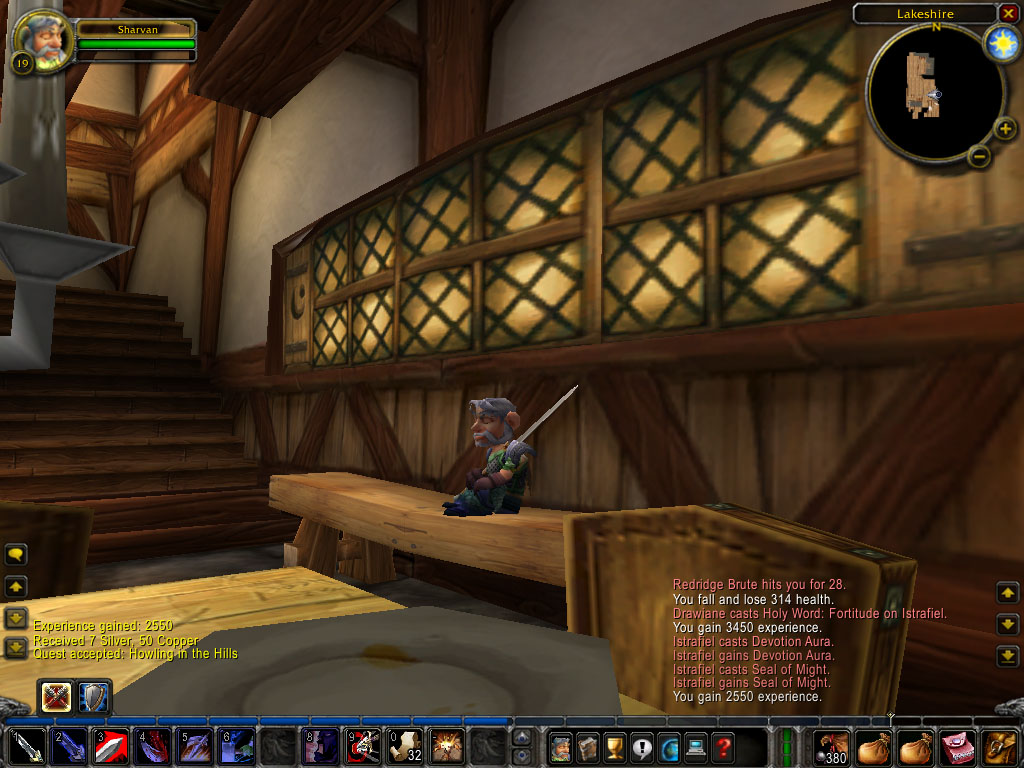 Sharvan
19
Lakeshire
N
Redridge Brute hits you for 28.
You fall and lose 314 health.
Drawiane casts Holy Word: Fortitude on Istrafiel.
You gain 3450 experience.
Istrafiel casts Devotion Aura.
Istrafiel gains Devotion Aura.
Istrafiel casts Seal of Might.
Istrafiel gains Seal of Might.
You gain 2550 experience.
Experience gained: 2550
Received 7 Silver, 50 Copper
Quest accepted: Howling in the Hills
1 2 3 4 5 6 8 9 0 32 380